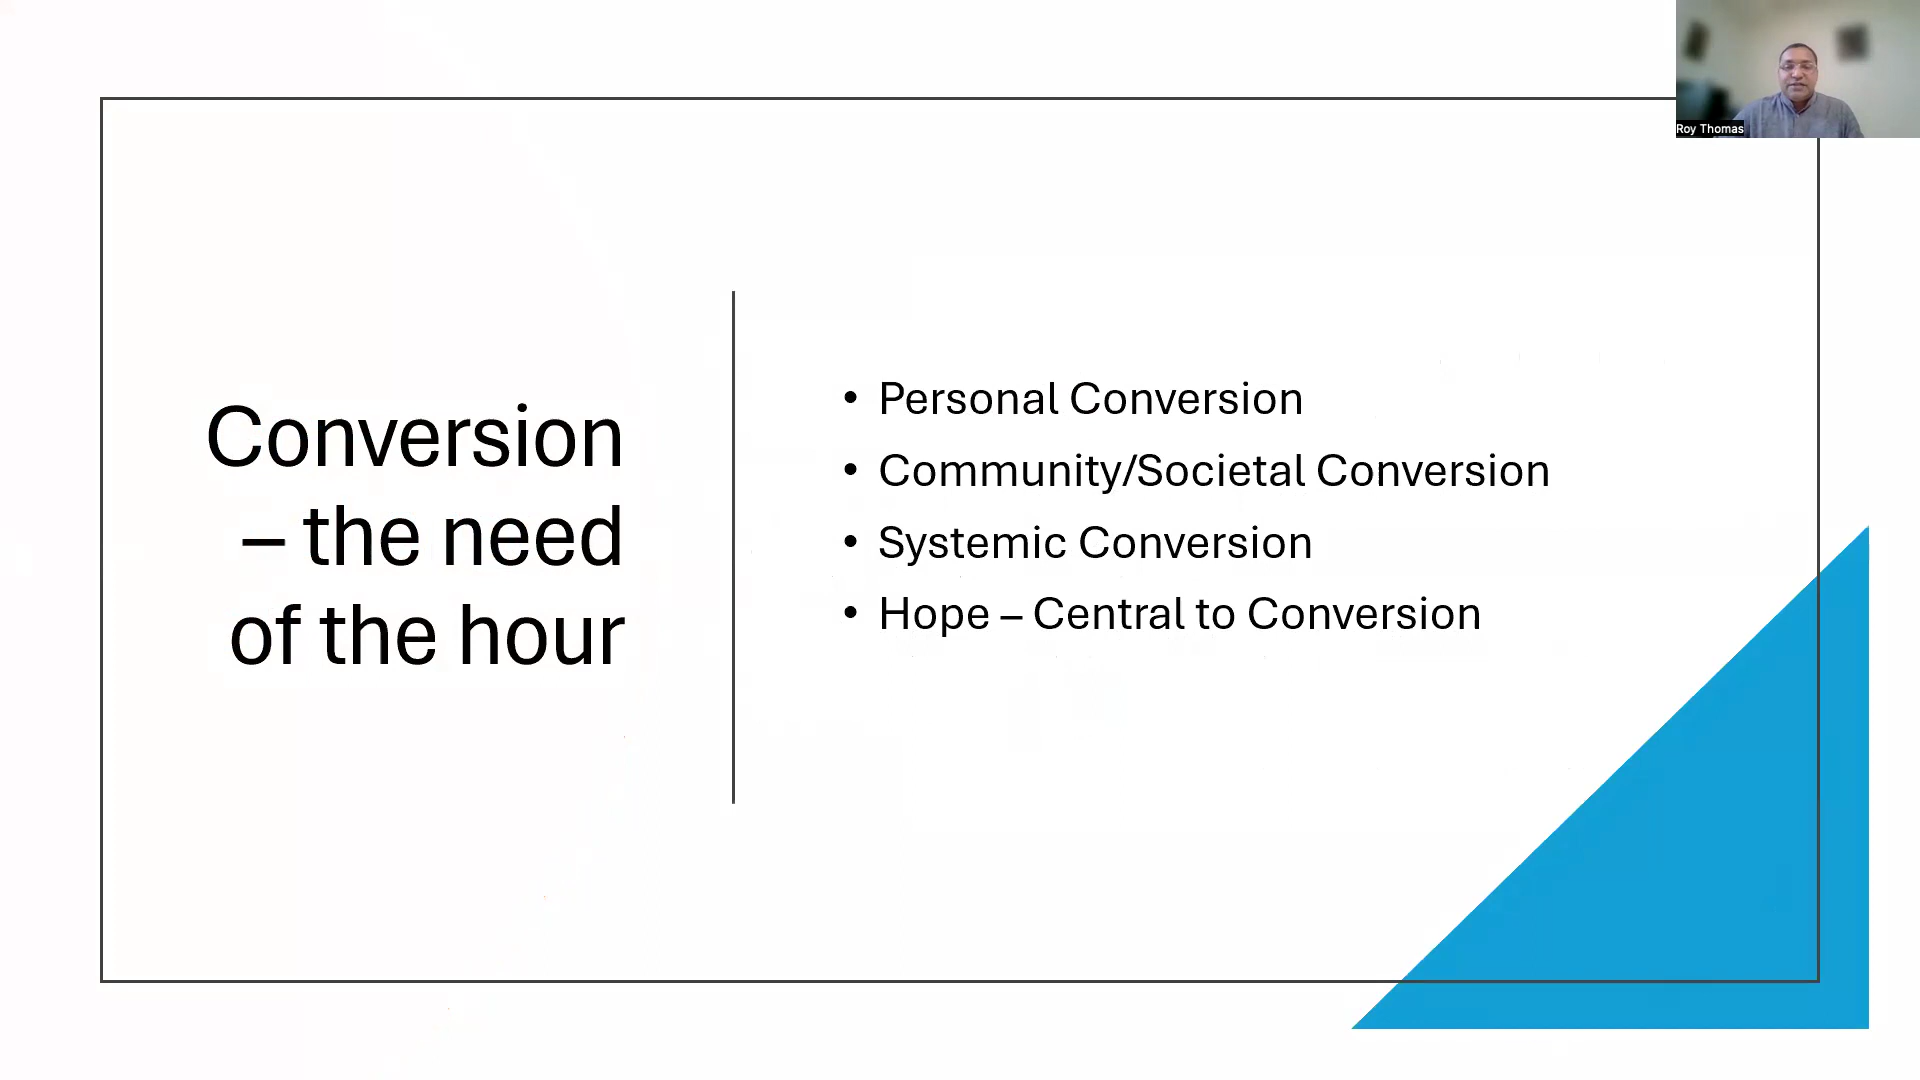 Roy Thomas
Conversion
– the need
of the hour
• Personal Conversion
• Community/Societal Conversion
• Systemic Conversion
• Hope – Central to Conversion